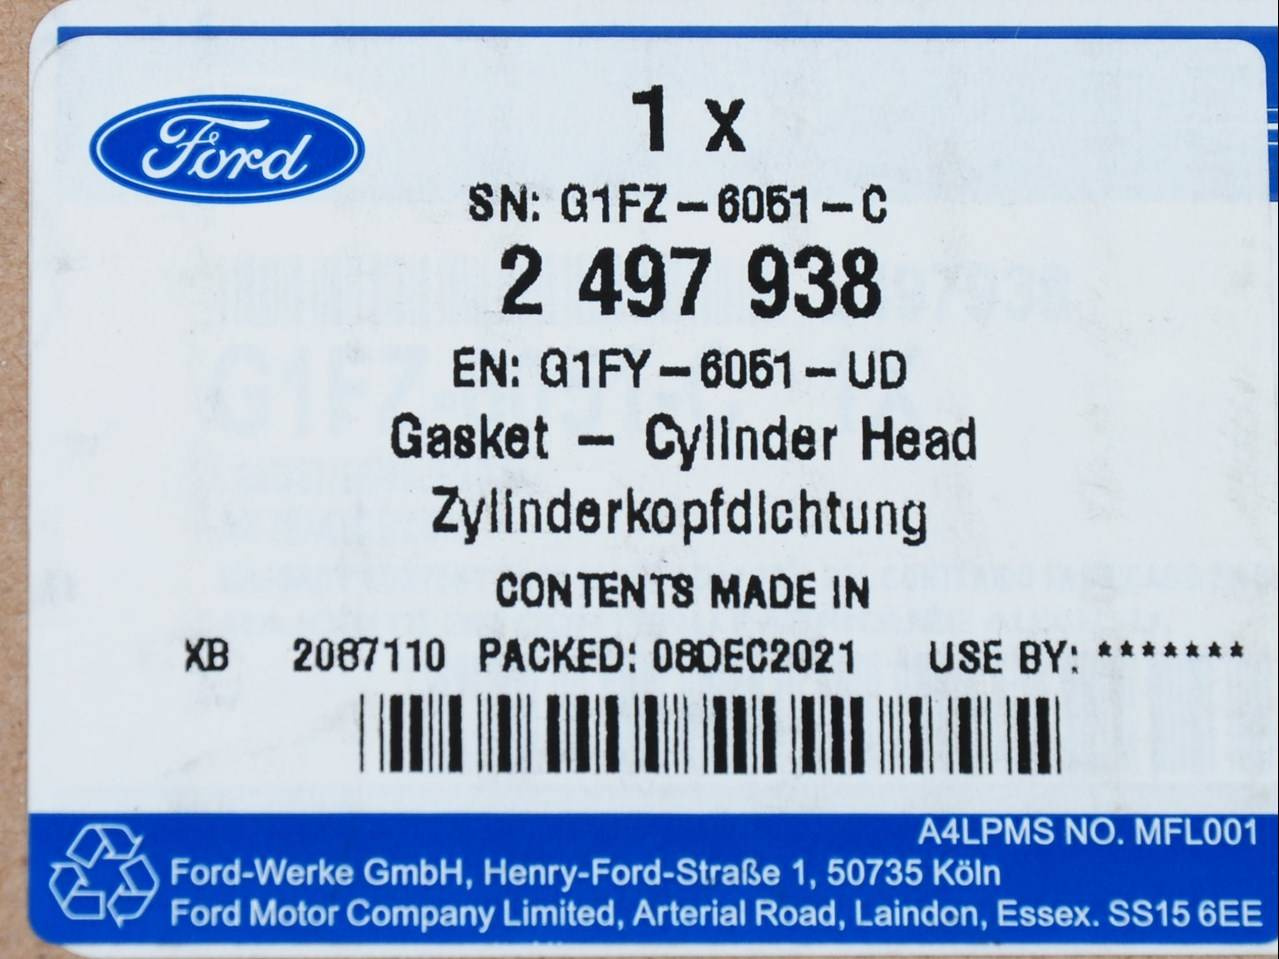 Ford
1 x
SN: G1FZ-6051-C
2 497 938
EN: G1FY-6051-UD
Gasket - Cylinder Head
Zylinderkopfdichtung
CONTENTS MADE IN
XB 2087110 PACKED: 08DEC2021 USE BY: *******
A4LPMS NO. MFL001
Ford-Werke GmbH, Henry-Ford-Straße 1, 50735 Köln
Ford Motor Company Limited, Arterial Road, Laindon, Essex. SS15 6EE